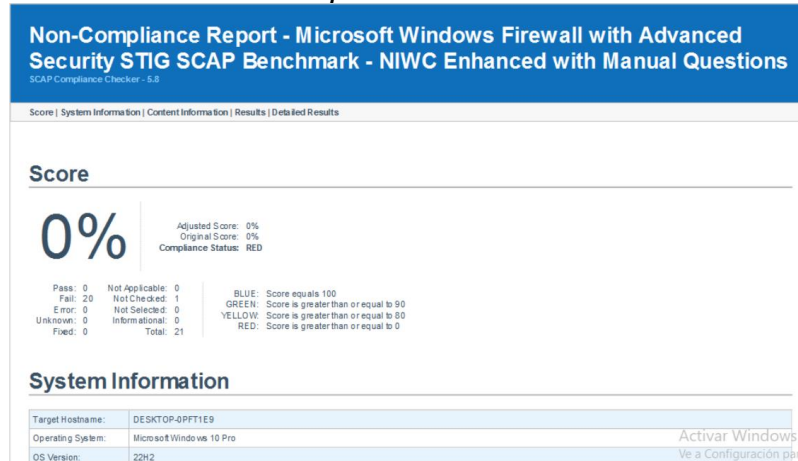 Non-Compliance Report - Microsoft Windows Firewall with Advanced
Security STIG SCAP Benchmark - NIWC Enhanced with Manual Questions
SCAP Compliance Checker - 5.8
Score | System Information | Content Information | Results | Detailed Results
Score
0%
Adjusted Score: 0%
Original Score: 0%
Compliance Status: RED
Pass: 0 Not Applicable: 0
Fail: 20 Not Checked: 1
Error: 0 Not Selected: 0
Unknown: 0 Informational: 0
Fixed: 0 Total: 21
BLUE: Score equals 100
GREEN: Score is greater than or equal to 90
YELLOW: Score is greater than or equal to 80
RED: Score is greater than or equal to 0
System Information
Target Hostname: DESKTOP-0PFT1E9
Operating System: Microsoft Windows 10 Pro
OS Version: 22H2
Activar Windows
Ve a Configuración pa